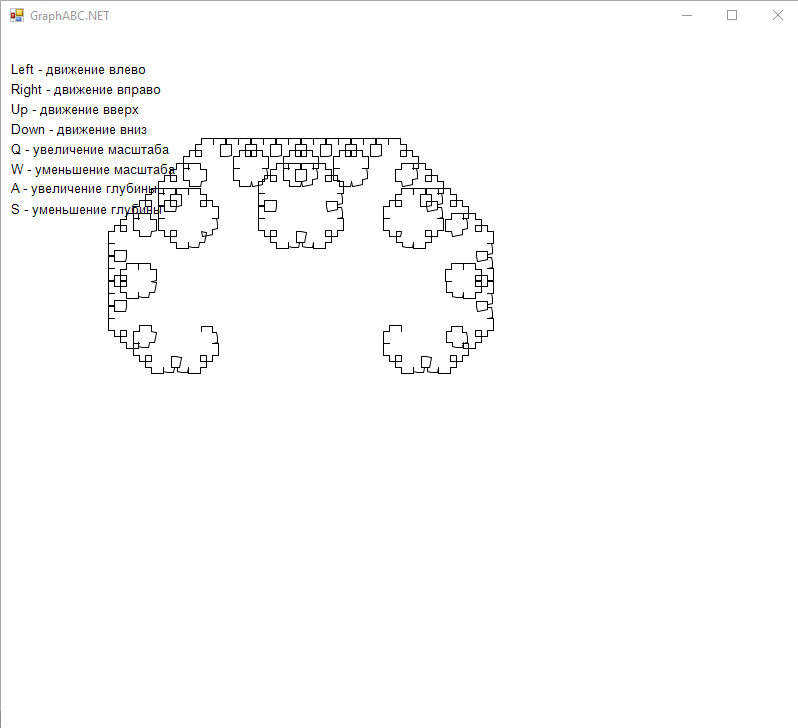 GraphABC.NET
Left - движение влево
Right - движение вправо
Up - движение вверх
Down - движение вниз
Q - увеличение масштаба
W - уменьшение масштаба
A - увеличение глубины
S - уменьшение глубины